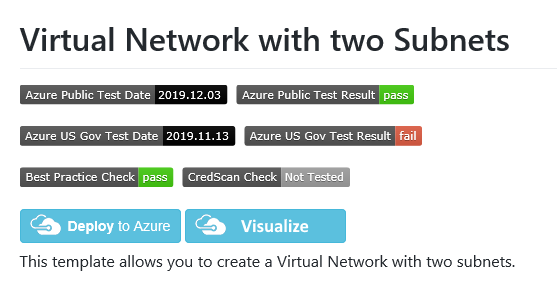 Virtual Network with two Subnets
Azure Public Test Date 2019.12.03 Azure Public Test Result pass
Azure US Gov Test Date 2019.11.13 Azure US Gov Test Result fail
Best Practice Check pass CredScan Check Not Tested
Deploy to Azure Visualize
This template allows you to create a Virtual Network with two subnets.